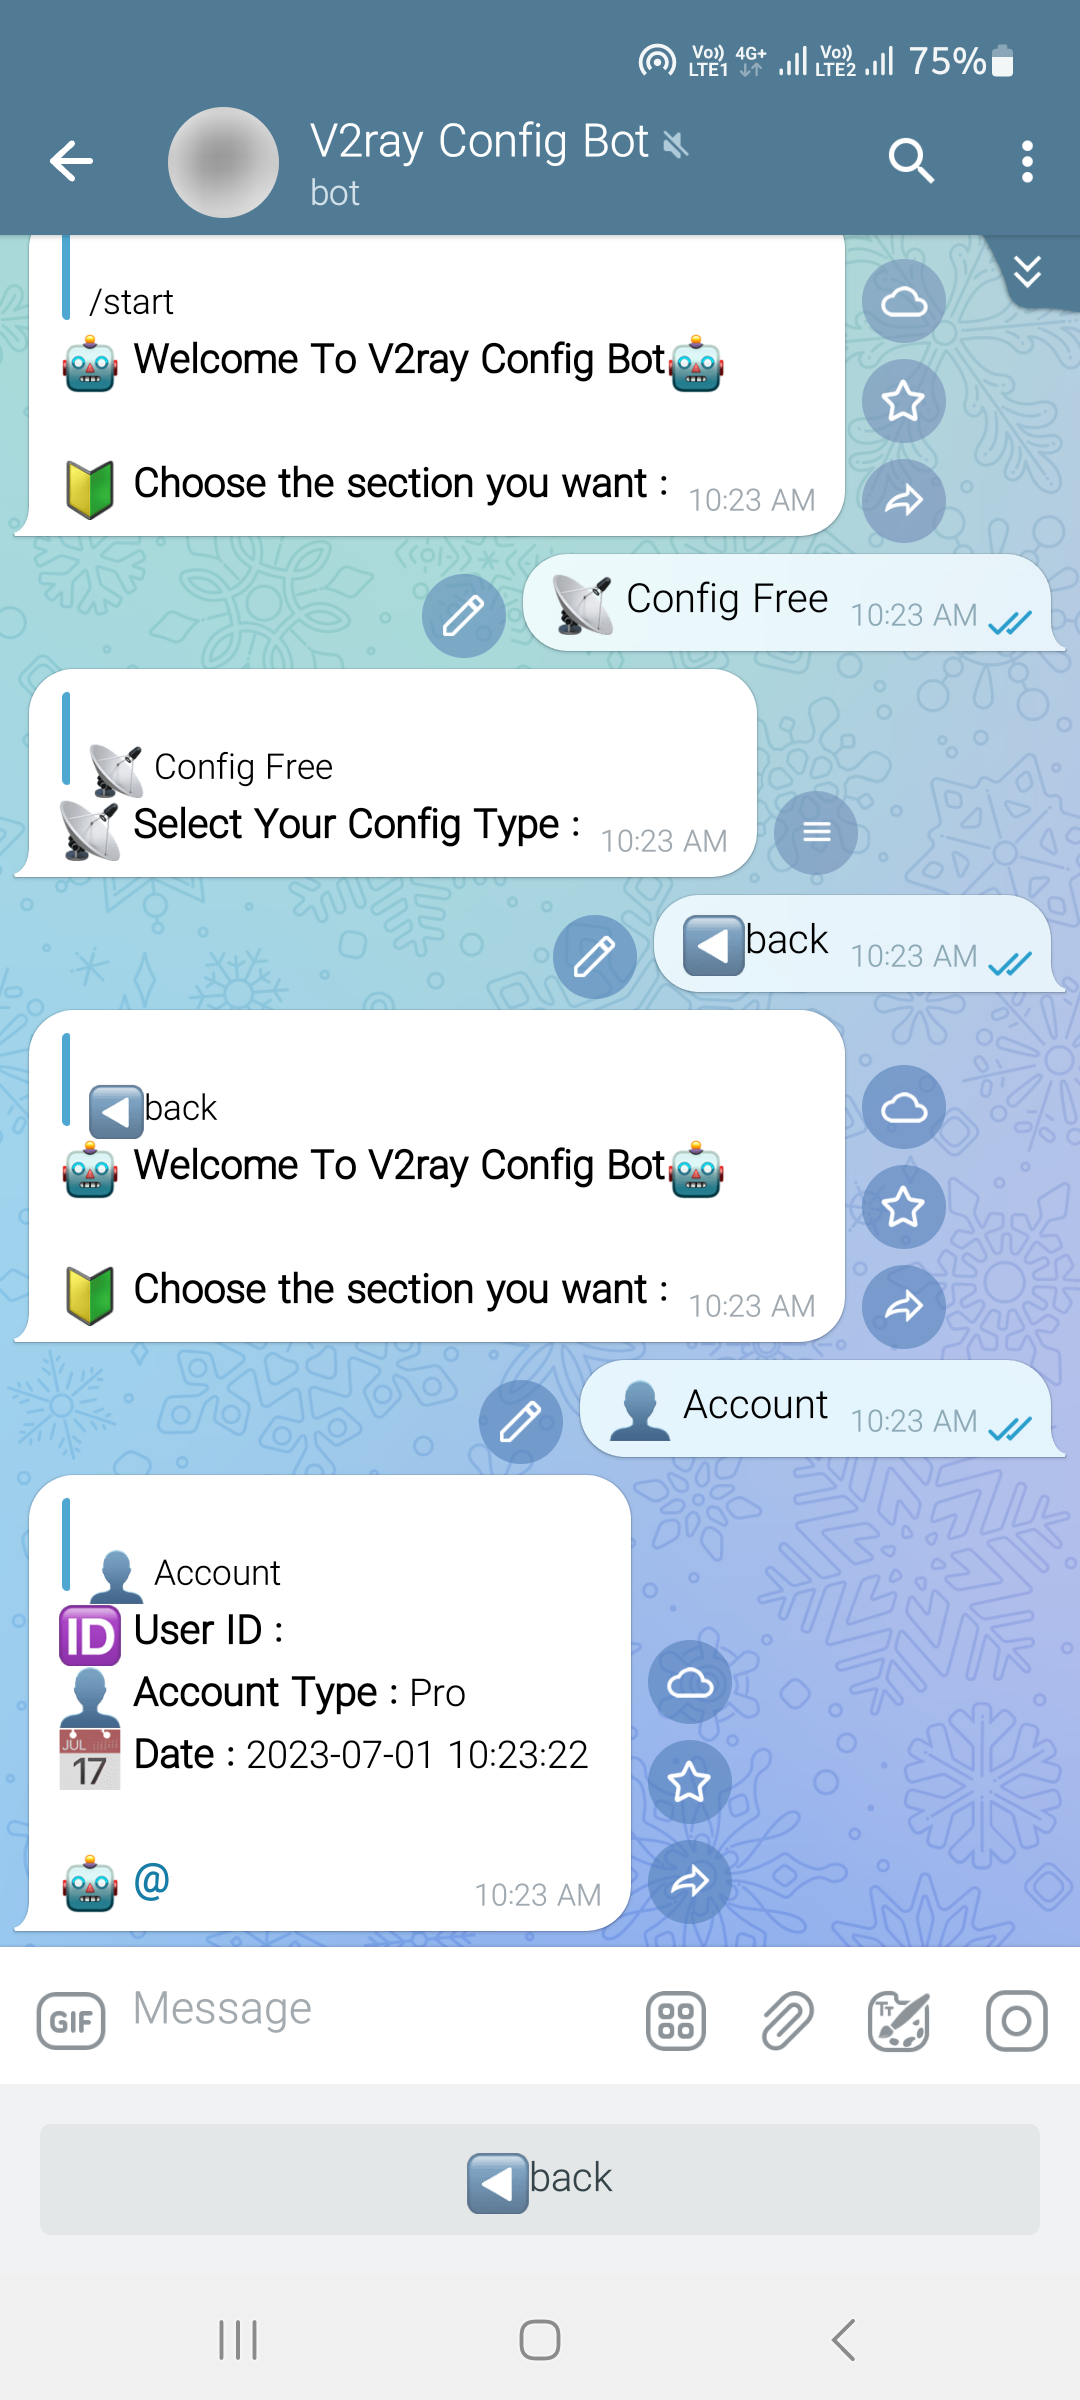 Vo)) LTE1 4G+ Vo)) LTE2 75%
V2ray Config Bot
bot
/start
🤖 Welcome To V2ray Config Bot🤖
🔰 Choose the section you want :
10:23 AM
📡 Config Free 10:23 AM
📡 Config Free
📡 Select Your Config Type :
10:23 AM
◀️back 10:23 AM
◀️back
🤖 Welcome To V2ray Config Bot🤖
🔰 Choose the section you want :
10:23 AM
👤 Account 10:23 AM
👤 Account
🆔 User ID :
👤 Account Type : Pro
📅 Date : 2023-07-01 10:23:22
🤖 @
10:23 AM
GIF Message
◀️back